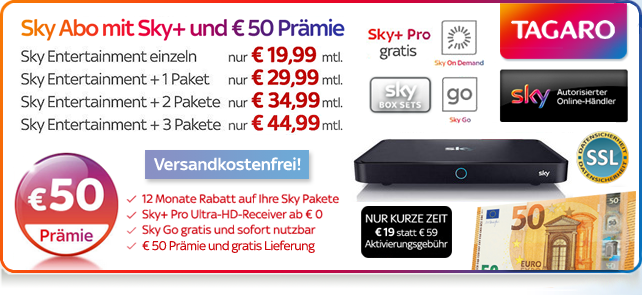 Sky Abo mit Sky+ und € 50 Prämie
Sky Entertainment einzeln nur € 19,99 mtl.
Sky Entertainment + 1 Paket nur € 29,99 mtl.
Sky Entertainment + 2 Pakete nur € 34,99 mtl.
Sky Entertainment + 3 Pakete nur € 44,99 mtl.
Sky+ Pro
gratis
Sky On Demand
sky
BOX SETS
go
Sky Go
TAGARO
sky Autorisierter
Online-Händler
€50
Prämie
Versandkostenfrei!
12 Monate Rabatt auf Ihre Sky Pakete
Sky+ Pro Ultra-HD-Receiver ab € 0
Sky Go gratis und sofort nutzbar
€ 50 Prämie und gratis Lieferung
sky
sky
DATENSICHERHEIT
SSL
DATENSICHERHEIT
NUR KURZE ZEIT
€ 19 statt € 59
Aktivierungsgebühr
50
EURO
50